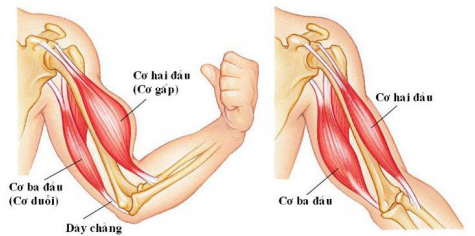 Cơ hai đầu
(Cơ gấp)
Cơ ba đầu
(Cơ duỗi)
Dây chằng
Cơ hai đầu
Cơ ba đầu